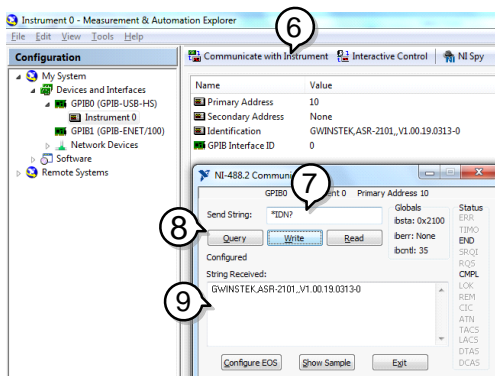 Instrument 0 - Measurement & Automation Explorer
File Edit View Tools Help
6
Configuration
Communicate with Instrument Interactive Control NI Spy
My System
Devices and Interfaces
GPIB0 (GPIB-USB-HS)
Instrument 0
GPIB1 (GPIB-ENET/100)
Network Devices
Software
Remote Systems
Name Value
Primary Address 10
Secondary Address None
Identification GWINSTEK,ASR-2101,,V1.00.19.0313-0
GPIB Interface ID 0
NI-488.2 Communi
7
GPIB0 ent 0 Primary Address 10
Send String: *IDN?
8
Query Write Read
Configured
Globals
ibsta: 0x2100
iberr: None
ibcntl: 35
Status
ERR
TIMO
END
SRQI
RQS
CMPL
LOK
REM
CIC
ATN
TACS
LACS
DTAS
DCAS
String Received:
9
GWINSTEK,ASR-2101,,V1.00.19.0313-0
Configure EOS Show Sample Exit